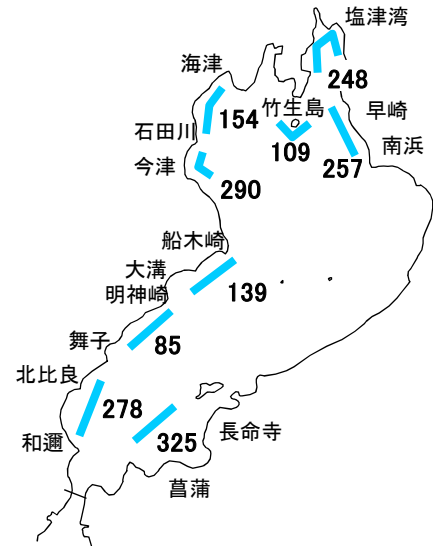 塩津湾
248
海津
154
竹生島
109
早崎
南浜
257
石田川
今津
290
船木崎
139
大溝
明神崎
85
舞子
北比良
278
和邇
325
長命寺
菖蒲